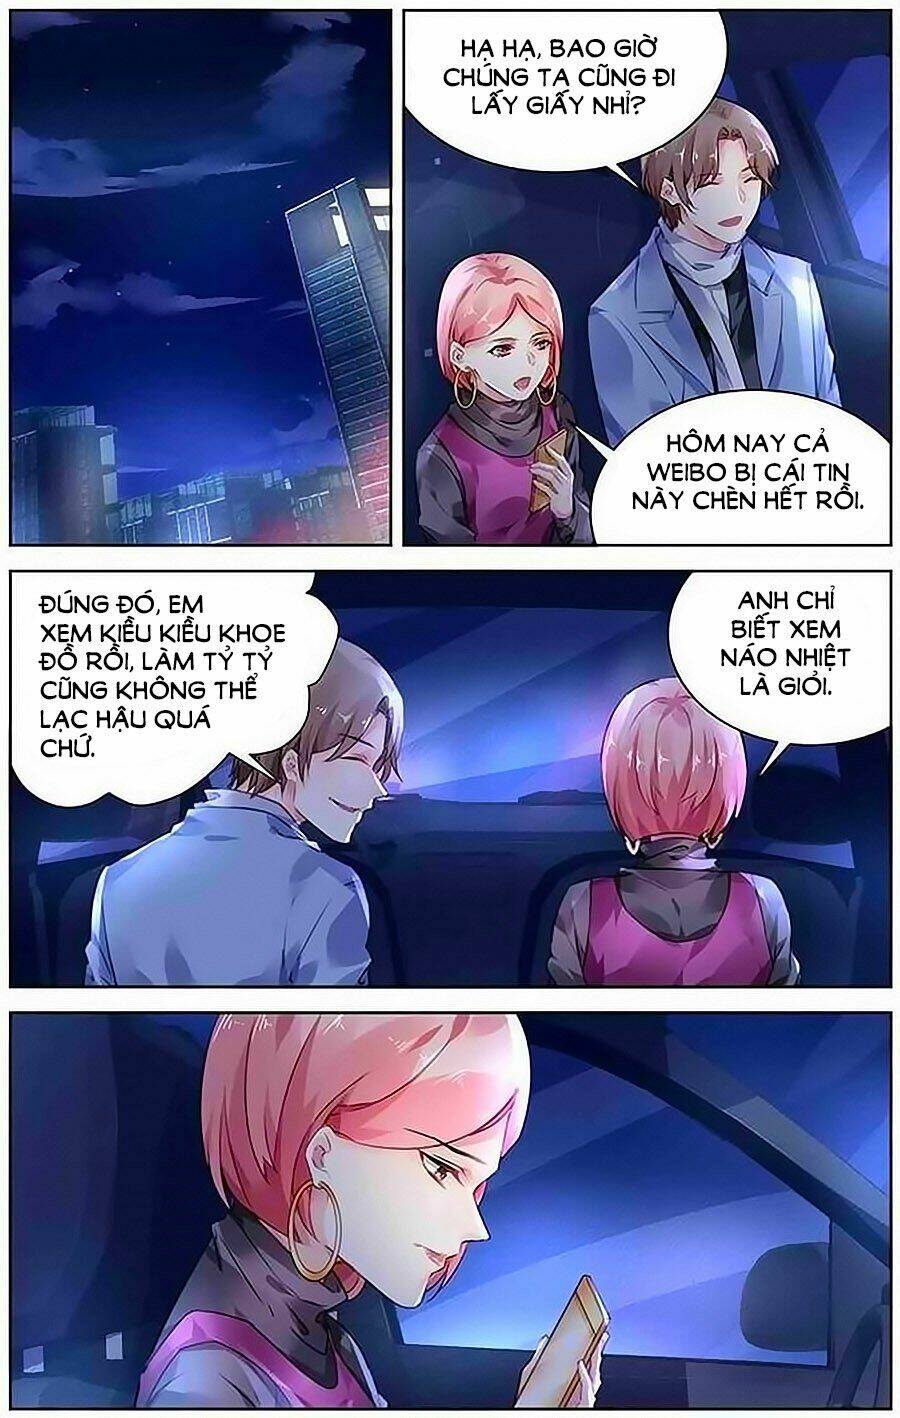 HẠ HẠ, BAO GIỜ
CHÚNG TA CŨNG ĐI
LẤY GIẤY NHỈ?
HÔM NAY CẢ
WEIBO BỊ CÁI TIN
NÀY CHÈN HẾT RỒI.
ĐÚNG ĐÓ, EM
XEM KIỀU KIỀU KHOE
ĐỒ RỒI, LÀM TỶ TỶ
CŨNG KHÔNG THỂ
LẠC HẬU QUÁ
CHỨ.
ANH CHỈ
BIẾT XEM
NÁO NHIỆT
LÀ GIỎI.